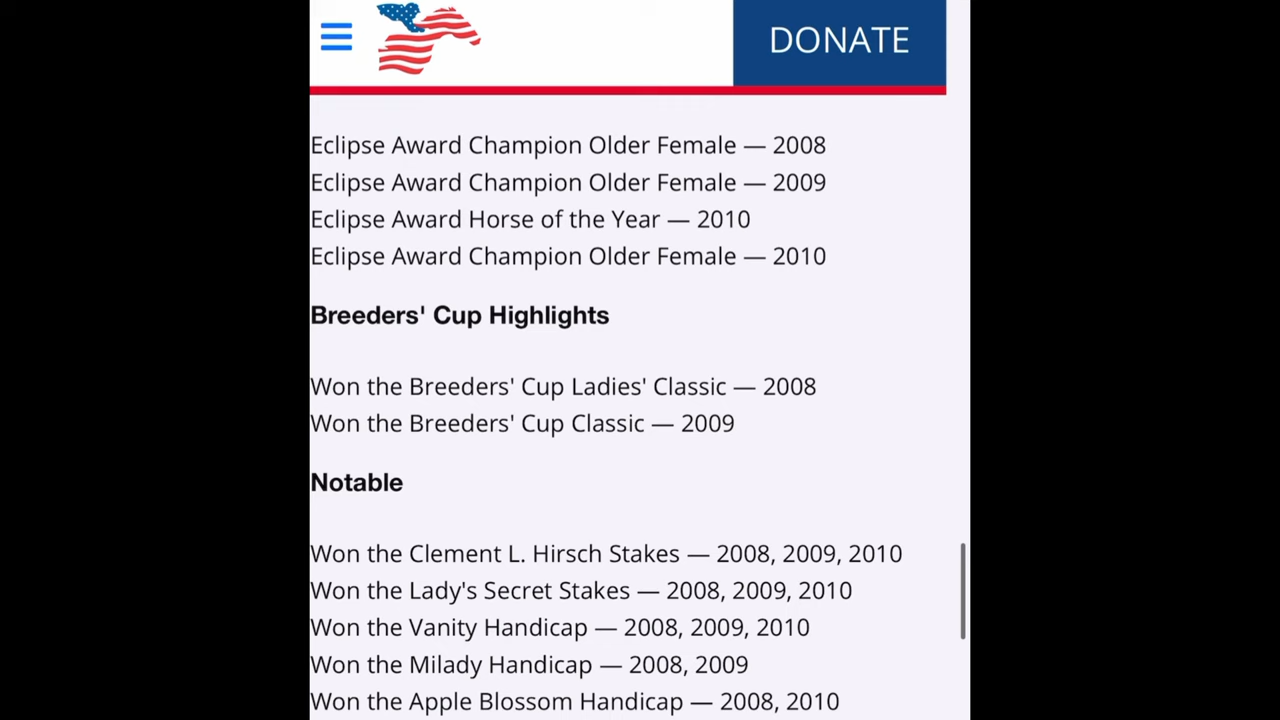 DONATE
Eclipse Award Champion Older Female — 2008
Eclipse Award Champion Older Female — 2009
Eclipse Award Horse of the Year — 2010
Eclipse Award Champion Older Female — 2010
Breeders' Cup Highlights
Won the Breeders' Cup Ladies' Classic — 2008
Won the Breeders' Cup Classic — 2009
Notable
Won the Clement L. Hirsch Stakes — 2008, 2009, 2010
Won the Lady's Secret Stakes — 2008, 2009, 2010
Won the Vanity Handicap — 2008, 2009, 2010
Won the Milady Handicap — 2008, 2009
Won the Apple Blossom Handicap — 2008, 2010